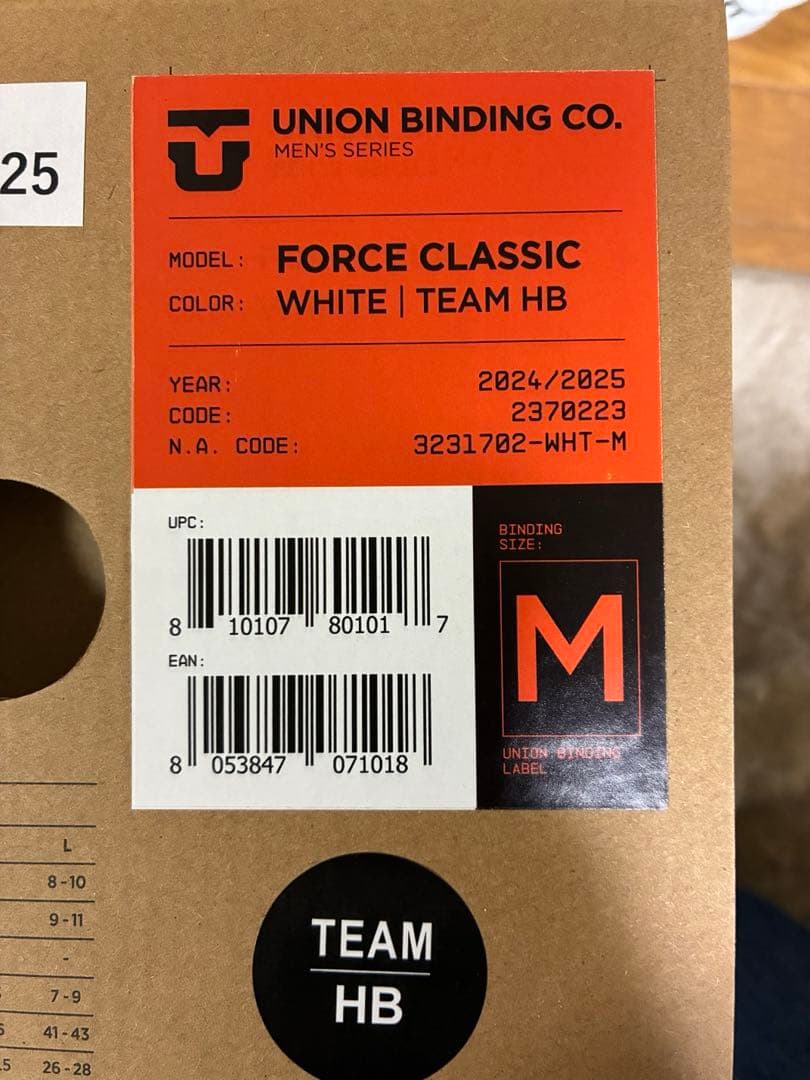 25
UNION BINDING CO.
MEN'S SERIES
MODEL: FORCE CLASSIC
COLOR: WHITE | TEAM HB
YEAR: 2024/2025
CODE: 2370223
N.A. CODE: 3231702-WHT-M
UPC:
8 10107 80101 7
EAN:
8 053847 071018
BINDING
SIZE:
M
UNION BINDING
LABEL
L
8-10
9-11
-
7-9
41-43
26-28
TEAM
HB